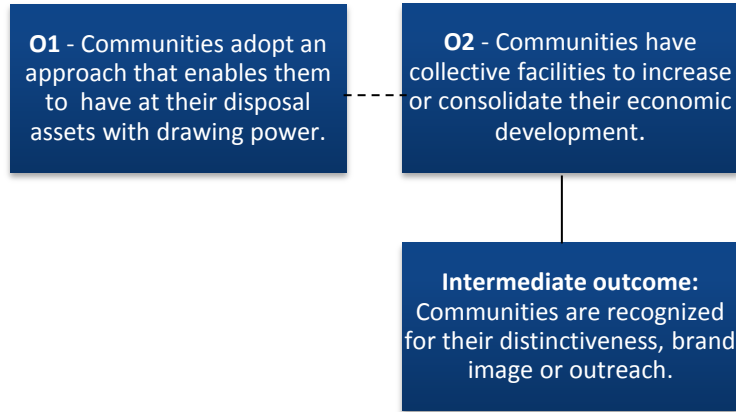 O1 - Communities adopt an
approach that enables them
to have at their disposal
assets with drawing power.
O2 - Communities have
collective facilities to increase
or consolidate their economic
development.
Intermediate outcome:
Communities are recognized
for their distinctiveness, brand
image or outreach.